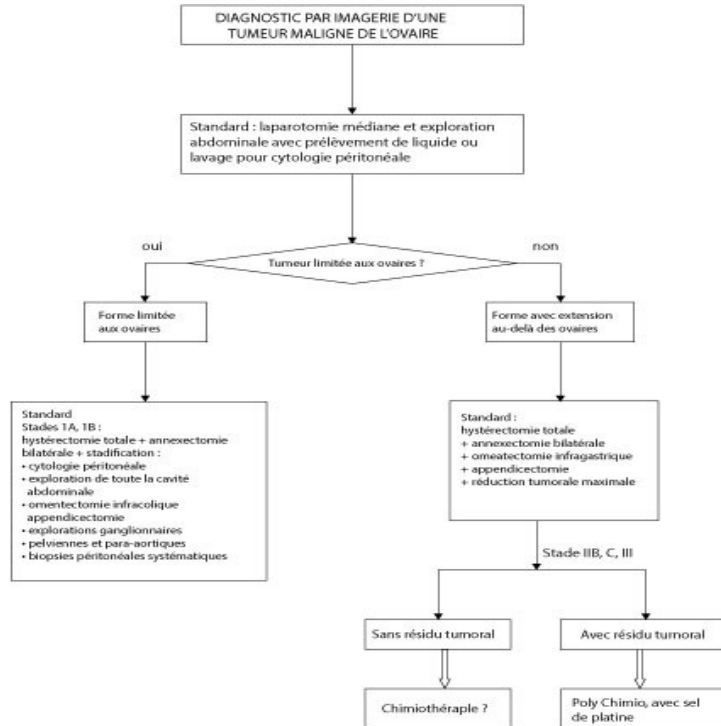 DIAGNOSTIC PAR IMAGERIE D'UNE
TUMEUR MALIGNE DE L'OVAIRE
Standard : laparotomie médiane et exploration
abdominale avec prélèvement de liquide ou
lavage pour cytologie péritonéale
oui
non
Tumeur limitée aux ovaires ?
Forme limitée
aux ovaires
Forme avec extension
au-delà des ovaires
Standard
Stades 1A, 1B :
hystérectomie totale + annexectomie
bilatérale + stadification :
• cytologie péritonéale
• exploration de toute la cavité
abdominale
• omentectomie infracolique
appendicectomie
• explorations ganglionnaires
• pelviennes et para-aortiques
• biopsies péritonéales systématiques
Standard :
hystérectomie totale
+ annexectomie bilatérale
+ omeatectomie infragastrique
+ appendicectomie
+ réduction tumorale maximale
Stade IIB, C, III
Sans résidu tumoral
Avec résidu tumoral
Chimiothéraple ?
Poly Chimio, avec sel
de platine